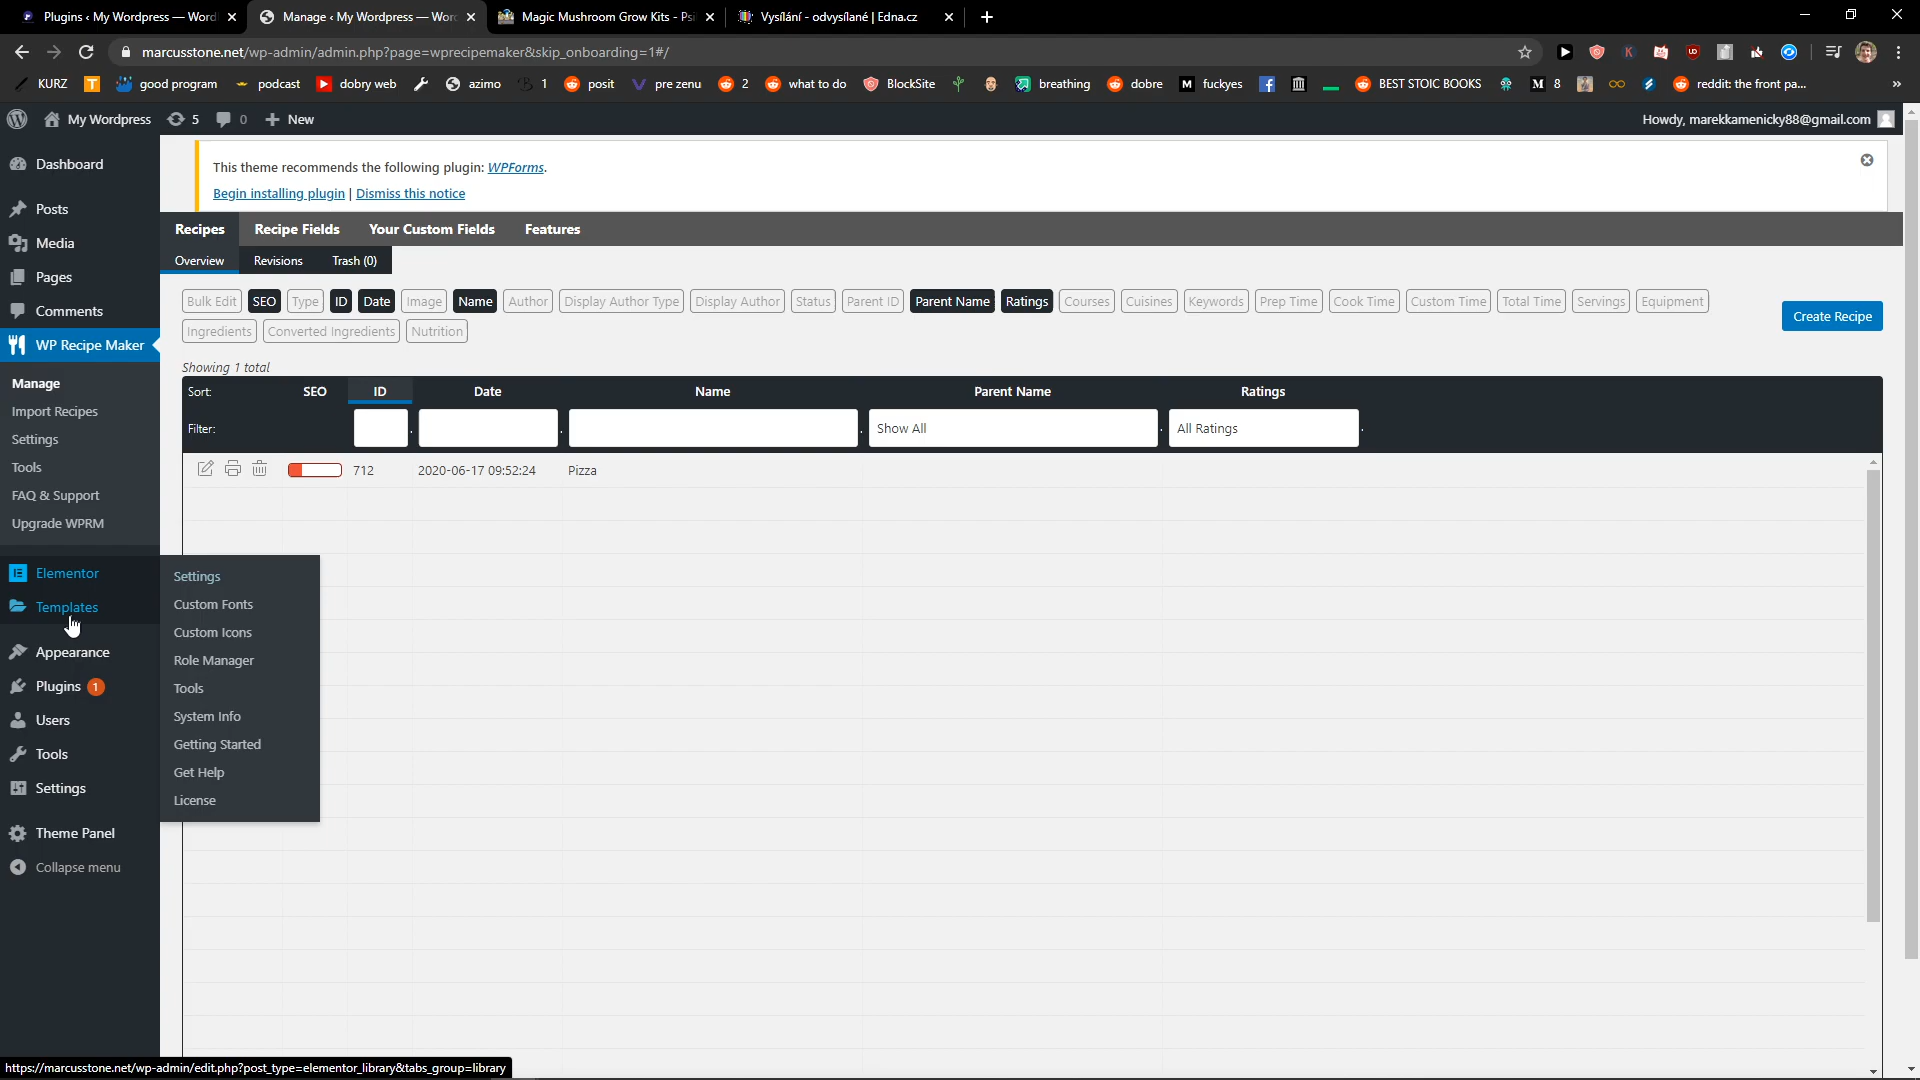 Plugins ‹ My Wordpress — Word
Manage ‹ My Wordpress — Wor
Magic Mushroom Grow Kits - Psi
Vysílání - odvysílané | Edna.cz
marcusstone.net/wp-admin/admin.php?page=wprecipemaker&skip_onboarding=1#/
KURZ good program podcast dobry web azimo 1 posit pre zenu 2 what to do BlockSite breathing dobre fuckyes BEST STOIC BOOKS 8 reddit: the front pa... »
My Wordpress 5 0 New Howdy, marekkamenicky88@gmail.com
Dashboard
Posts
Media
Pages
Comments
WP Recipe Maker
Manage
Import Recipes
Settings
Tools
FAQ & Support
Upgrade WPRM
Elementor
Templates
Appearance
Plugins 1
Users
Tools
Settings
Theme Panel
Collapse menu
Settings
Custom Fonts
Custom Icons
Role Manager
Tools
System Info
Getting Started
Get Help
License
This theme recommends the following plugin: WPForms.
Begin installing plugin | Dismiss this notice
Recipes Recipe Fields Your Custom Fields Features
Overview Revisions Trash (0)
Bulk Edit SEO Type ID Date Image Name Author Display Author Type Display Author Status Parent ID Parent Name Ratings Courses Cuisines Keywords Prep Time Cook Time Custom Time Total Time Servings Equipment
Ingredients Converted Ingredients Nutrition
Create Recipe
Showing 1 total
Sort: SEO ID Date Name Parent Name Ratings
Filter: Show All All Ratings
712 2020-06-17 09:52:24 Pizza
https://marcusstone.net/wp-admin/edit.php?post_type=elementor_library&tabs_group=library